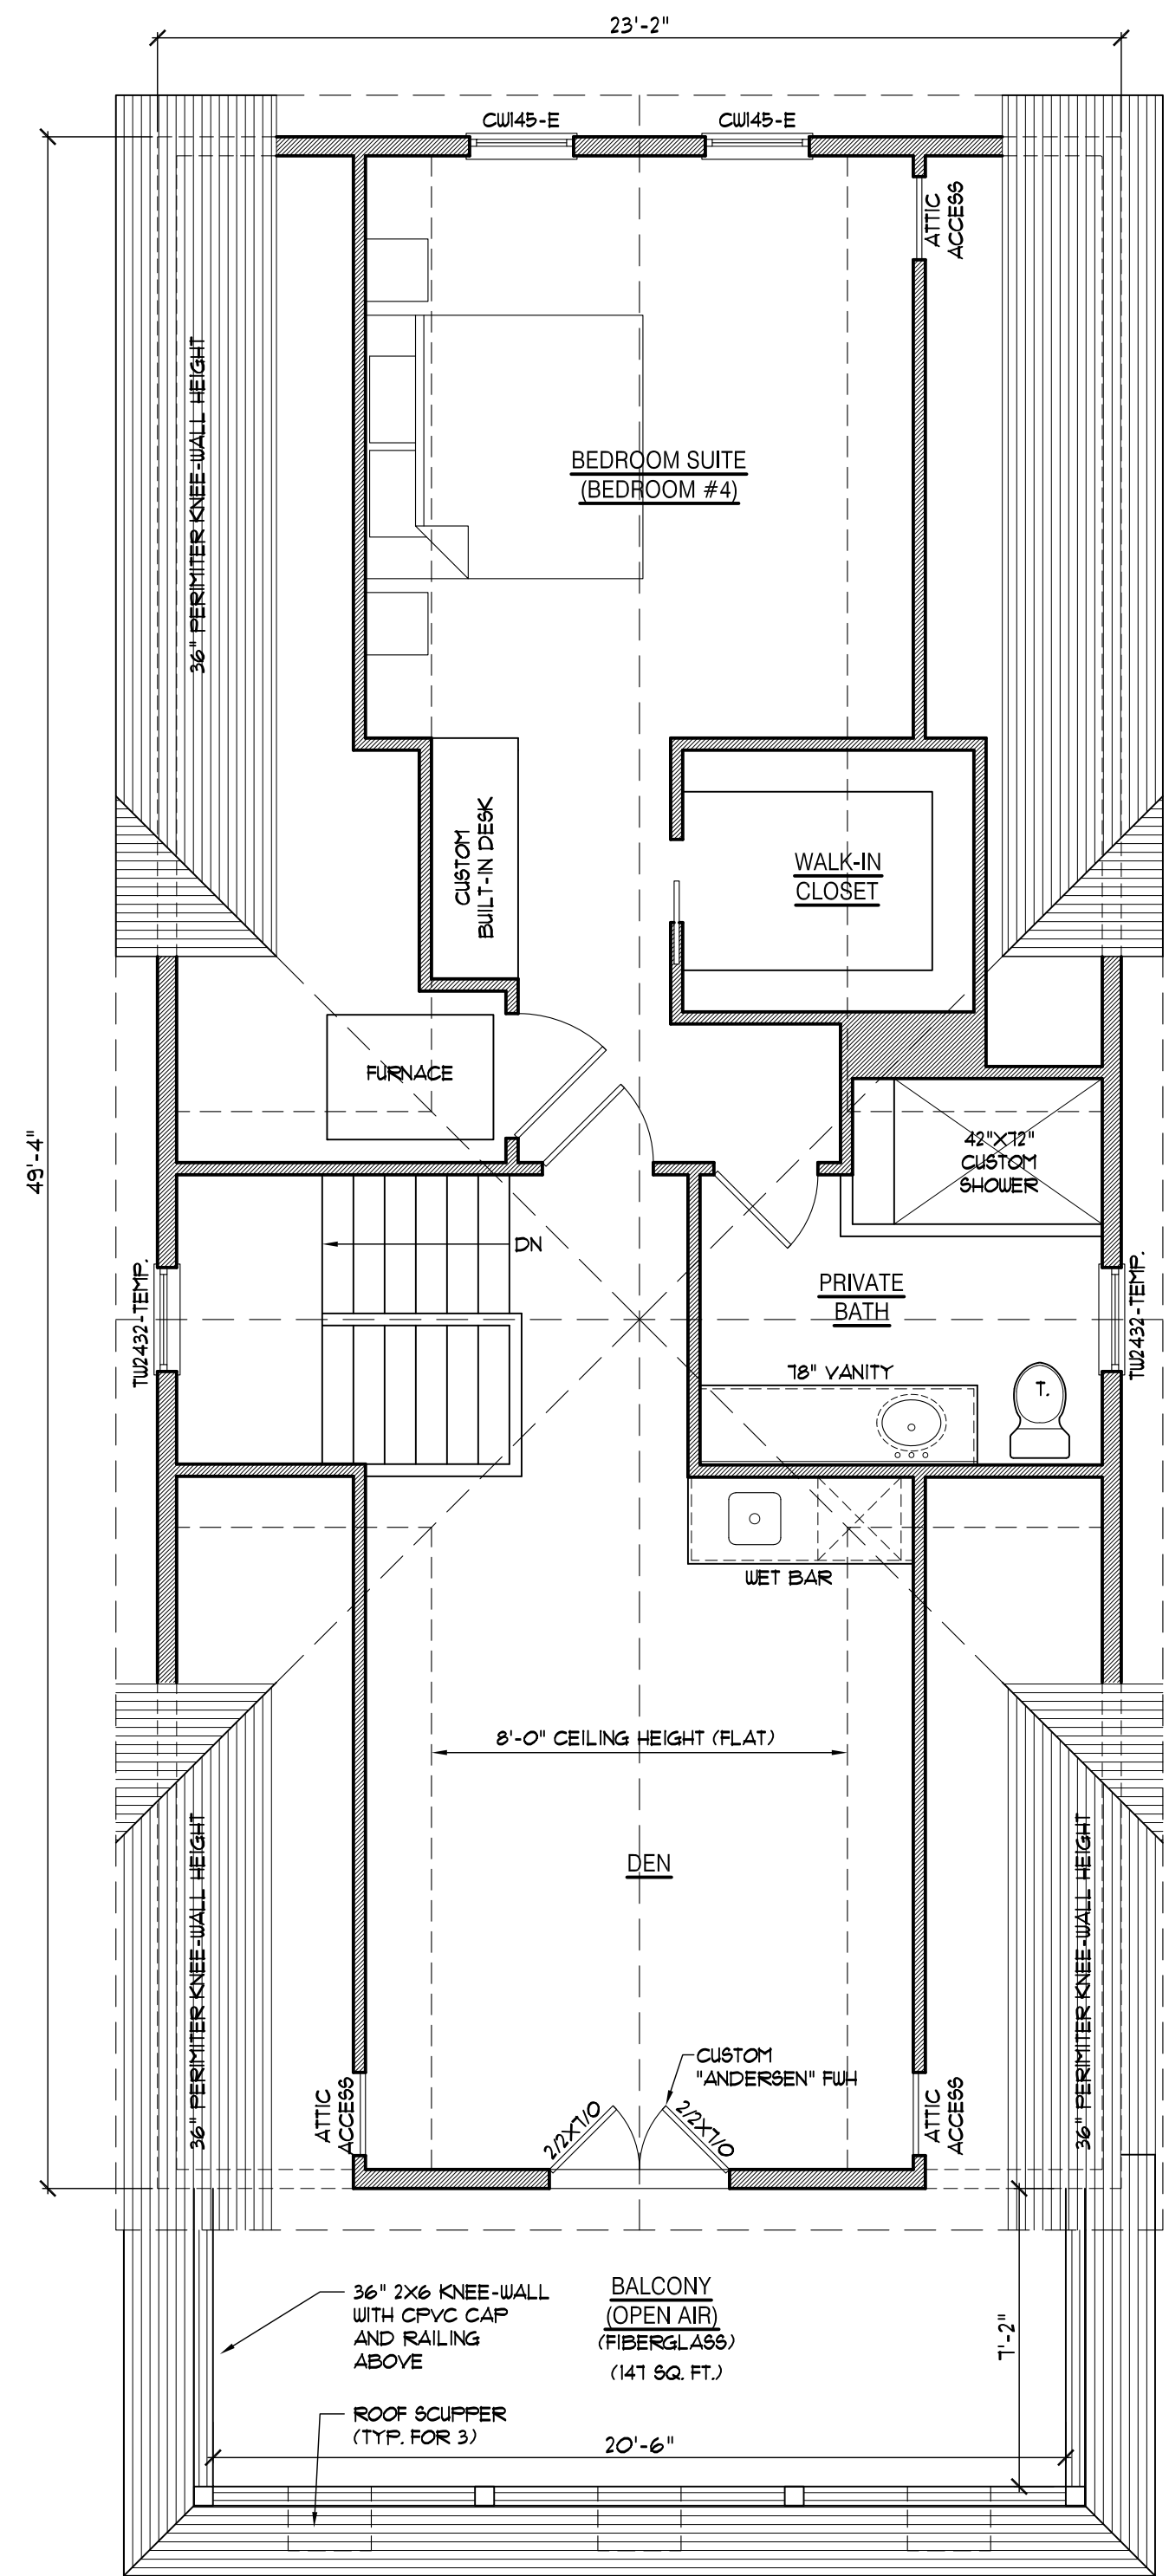 23'-2"
CW145-E
CW145-E
ATTIC
ACCESS
36" PERIMITER KNEE-WALL HEIGHT
BEDROOM SUITE
(BEDROOM #4)
CUSTOM
BUILT-IN DESK
WALK-IN
CLOSET
FURNACE
49'-4"
42"X72"
CUSTOM
SHOWER
DN
TW2432-TEMP.
PRIVATE
BATH
TW2432-TEMP.
78" VANITY
T.
WET BAR
8'-0" CEILING HEIGHT (FLAT)
DEN
36" PERIMITER KNEE-WALL HEIGHT
36" PERIMITER KNEE-WALL HEIGHT
CUSTOM
"ANDERSEN" FWH
ATTIC
ACCESS
2/2X7/0
2/2X7/0
ATTIC
ACCESS
36" 2X6 KNEE-WALL
WITH CPVC CAP
AND RAILING
ABOVE
BALCONY
(OPEN AIR)
(FIBERGLASS)
(147 SQ. FT.)
7'-2"
ROOF SCUPPER
(TYP. FOR 3)
20'-6"